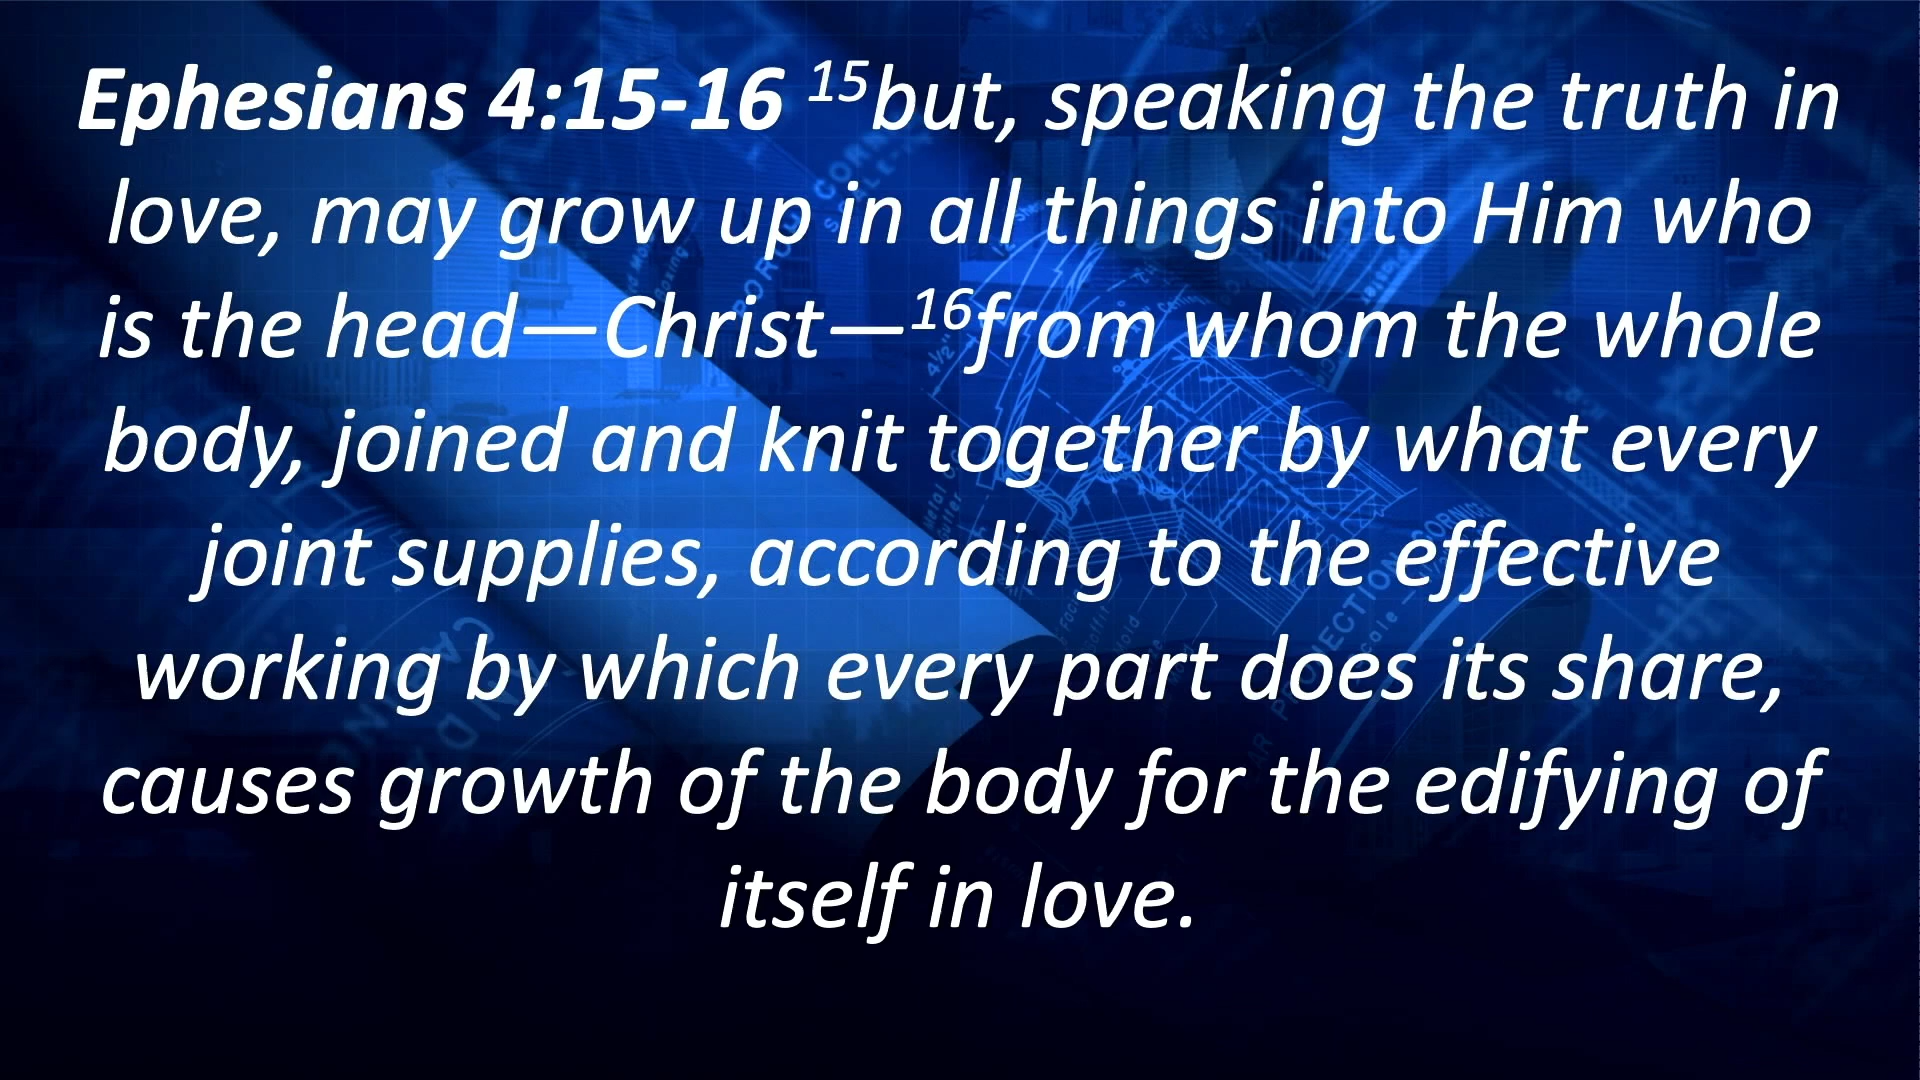 Ephesians 4:15-16 15but, speaking the truth in
love, may grow up in all things into Him who
is the head—Christ—16from whom the whole
body, joined and knit together by what every
joint supplies, according to the effective
working by which every part does its share,
causes growth of the body for the edifying of
itself in love.